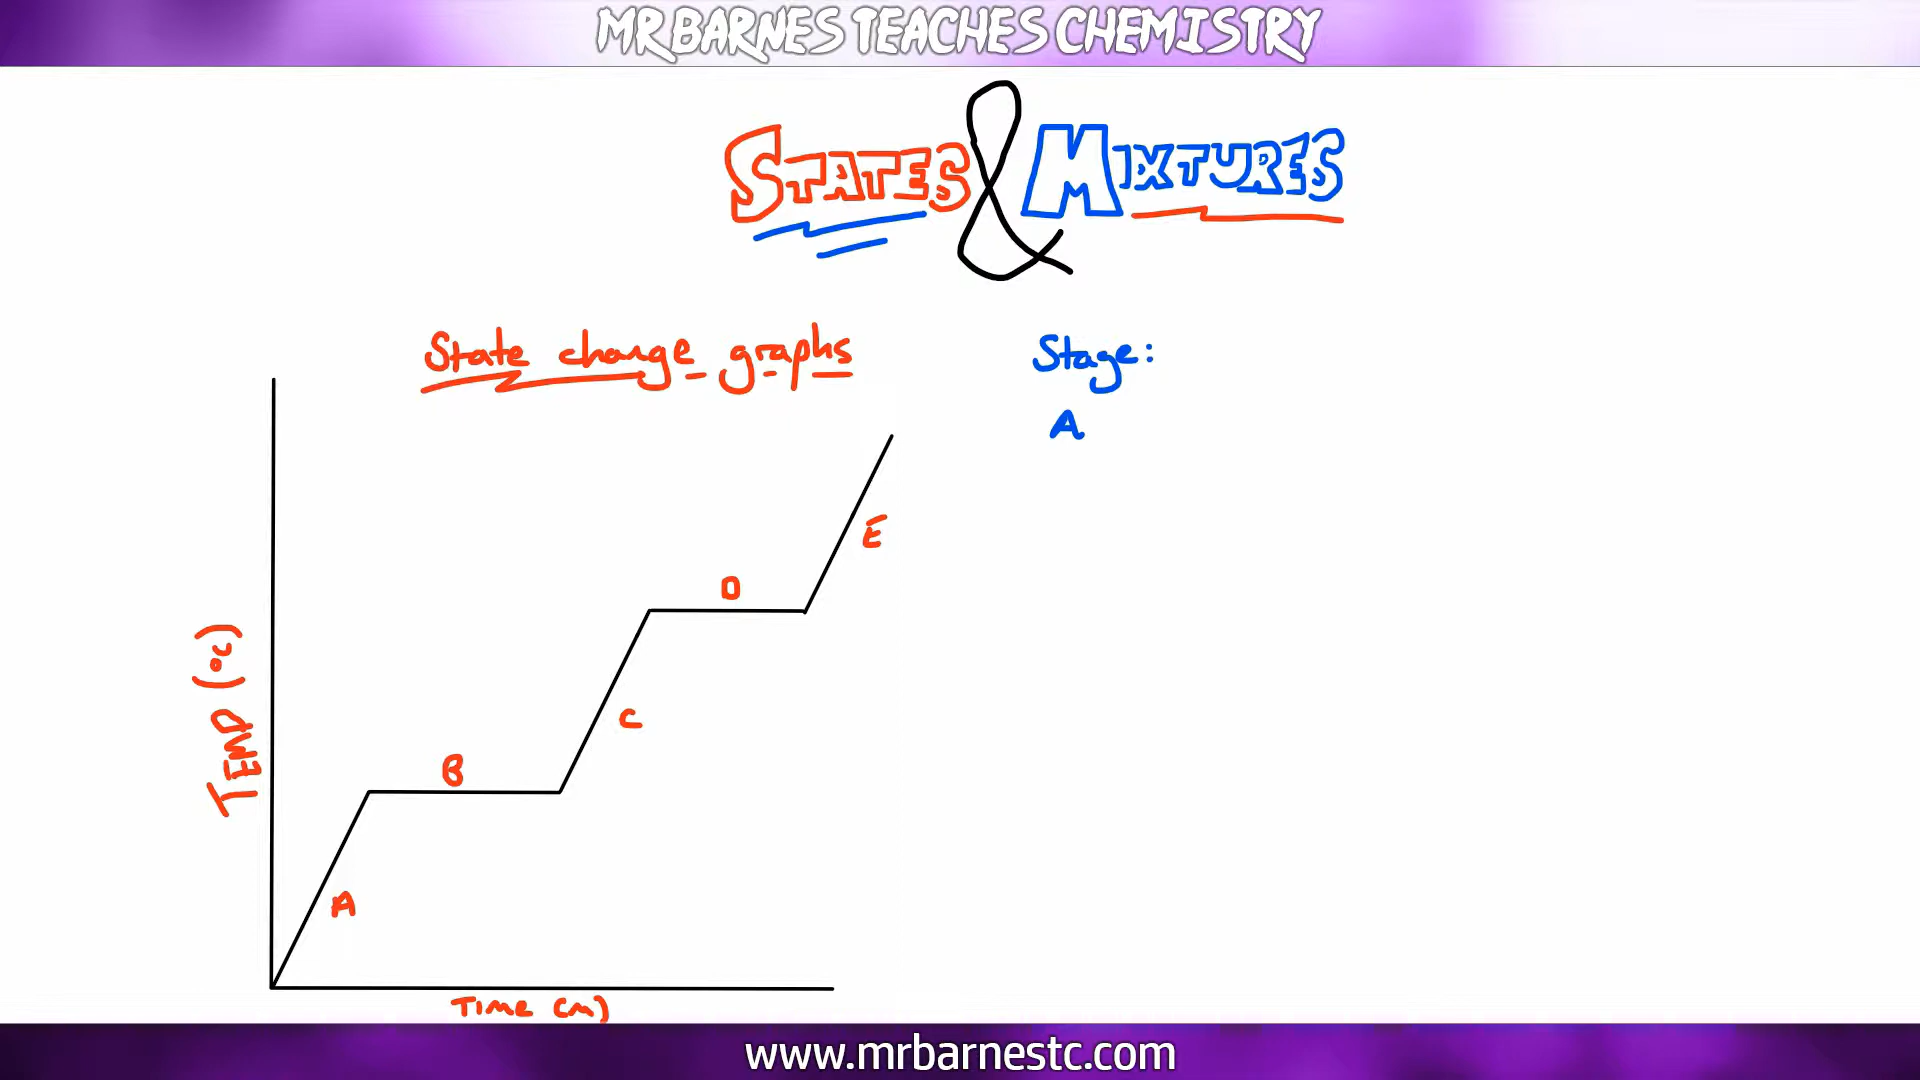 MR BARNES TEACHES CHEMISTRY
STATES & MIXTURES
State change graphs
Stage:
A
E
D
TEMP (°C)
C
B
A
Time (m)
www.mrbarnestc.com